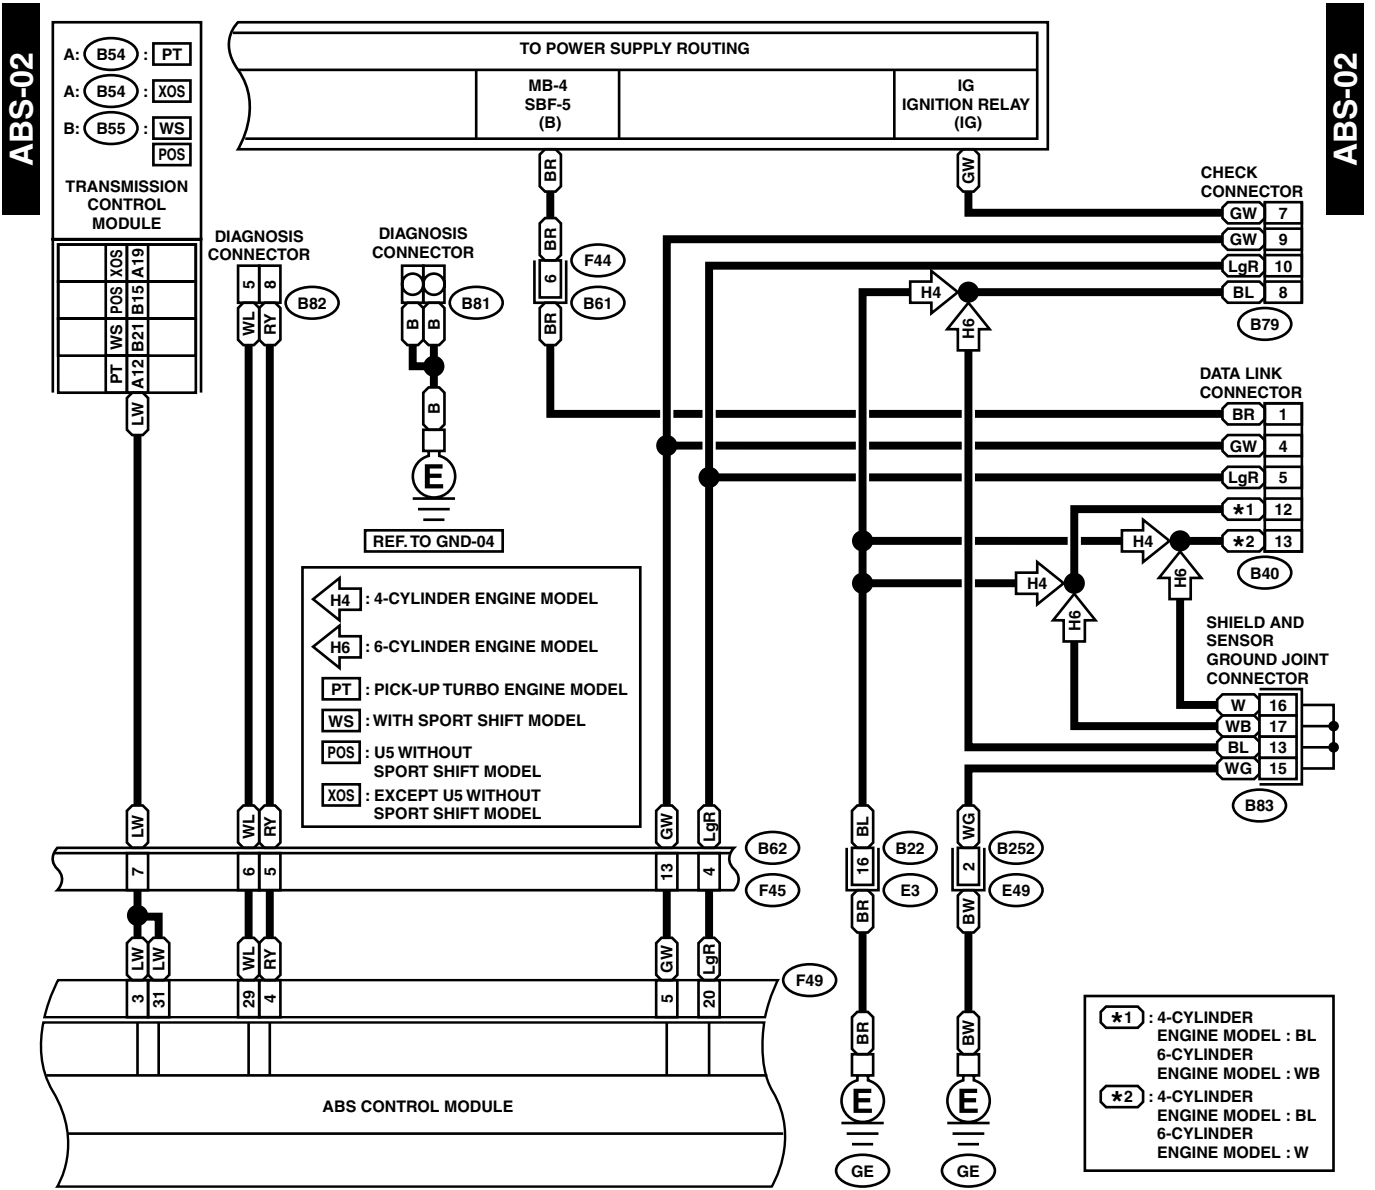 ABS-02
ABS-02
A: B54 : PT
A: B54 : XOS
B: B55 : WS
POS
TRANSMISSION
CONTROL
MODULE
XOS A19
POS B15
WS B21
PT A12
LW
TO POWER SUPPLY ROUTING
MB-4
SBF-5
(B)
IG
IGNITION RELAY
(IG)
BR
GW
BR
6
BR
F44
B61
DIAGNOSIS
CONNECTOR
5 8
WL RY
B82
DIAGNOSIS
CONNECTOR
B81
B B
B
E
REF. TO GND-04
CHECK
CONNECTOR
GW 7
GW 9
LgR 10
BL 8
B79
H4
H6
DATA LINK
CONNECTOR
BR 1
GW 4
LgR 5
*1 12
*2 13
B40
H4
H6
H4
H6
SHIELD AND
SENSOR
GROUND JOINT
CONNECTOR
W 16
WB 17
BL 13
WG 15
B83
H4 : 4-CYLINDER ENGINE MODEL
H6 : 6-CYLINDER ENGINE MODEL
PT : PICK-UP TURBO ENGINE MODEL
WS : WITH SPORT SHIFT MODEL
POS : U5 WITHOUT
SPORT SHIFT MODEL
XOS : EXCEPT U5 WITHOUT
SPORT SHIFT MODEL
LW WL RY GW LgR
7 6 5 13 4
B62
F45
LW LW WL RY GW LgR
3 31 29 4 5 20
F49
ABS CONTROL MODULE
BL
16
BR
B22
E3
BR
E
GE
WG
2
BW
B252
E49
BW
E
GE
*1 : 4-CYLINDER
ENGINE MODEL : BL
6-CYLINDER
ENGINE MODEL : WB
*2 : 4-CYLINDER
ENGINE MODEL : BL
6-CYLINDER
ENGINE MODEL : W